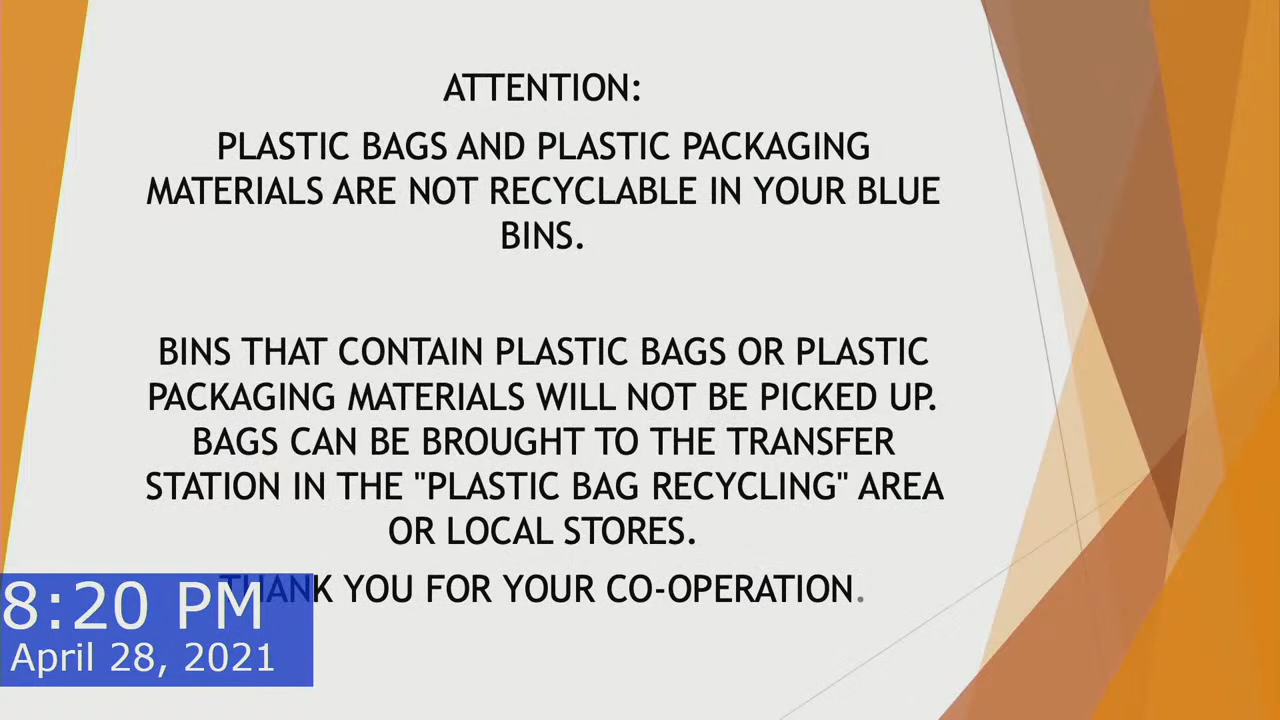 ATTENTION:
PLASTIC BAGS AND PLASTIC PACKAGING
MATERIALS ARE NOT RECYCLABLE IN YOUR BLUE
BINS.
BINS THAT CONTAIN PLASTIC BAGS OR PLASTIC
PACKAGING MATERIALS WILL NOT BE PICKED UP.
BAGS CAN BE BROUGHT TO THE TRANSFER
STATION IN THE "PLASTIC BAG RECYCLING" AREA
OR LOCAL STORES.
THANK YOU FOR YOUR CO-OPERATION.
8:20 PM
April 28, 2021